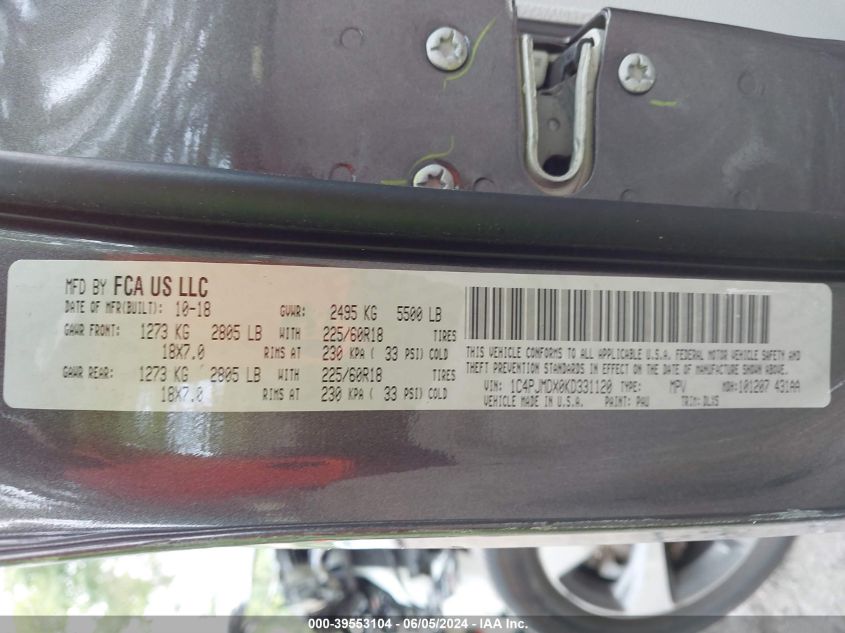 MFD BY FCA US LLC
DATE OF MFR(BUILT): 10-18 GVWR: 2495 KG 5500 LB
GAWR FRONT: 1273 KG 2805 LB WITH 225/60R18 TIRES
18X7.0 RIMS AT 230 KPA ( 33 PSI) COLD
GAWR REAR: 1273 KG 2805 LB WITH 225/60R18 TIRES
18X7.0 RIMS AT 230 KPA ( 33 PSI) COLD
THIS VEHICLE CONFORMS TO ALL APPLICABLE U.S.A. FEDERAL MOTOR VEHICLE SAFETY AND
THEFT PREVENTION STANDARDS IN EFFECT ON THE DATE OF MANUFACTURE SHOWN ABOVE.
VIN: 1C4PJMDX0KD331120 TYPE: MPV MDH: 101207 431AA
VEHICLE MADE IN U.S.A. PAINT: PAU TRIM: DLX9
000-39553104 - 06/05/2024 - IAA Inc.